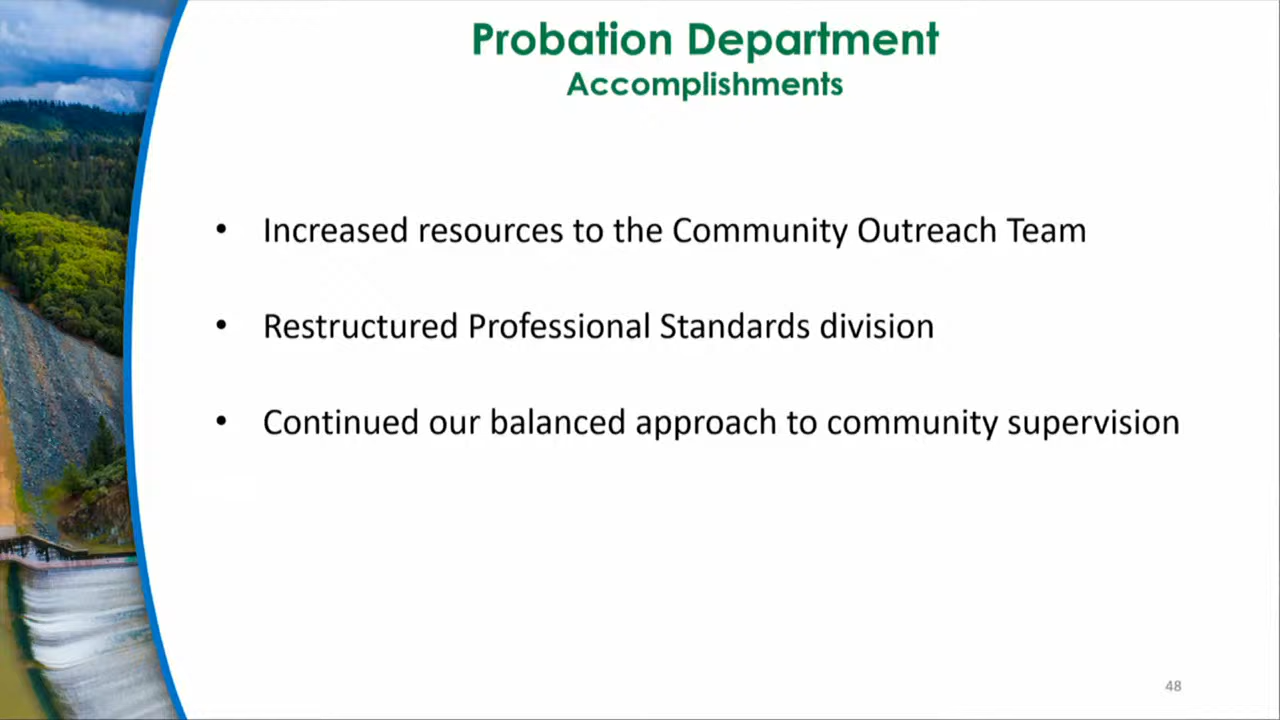 Probation Department
Accomplishments
• Increased resources to the Community Outreach Team
• Restructured Professional Standards division
• Continued our balanced approach to community supervision
48